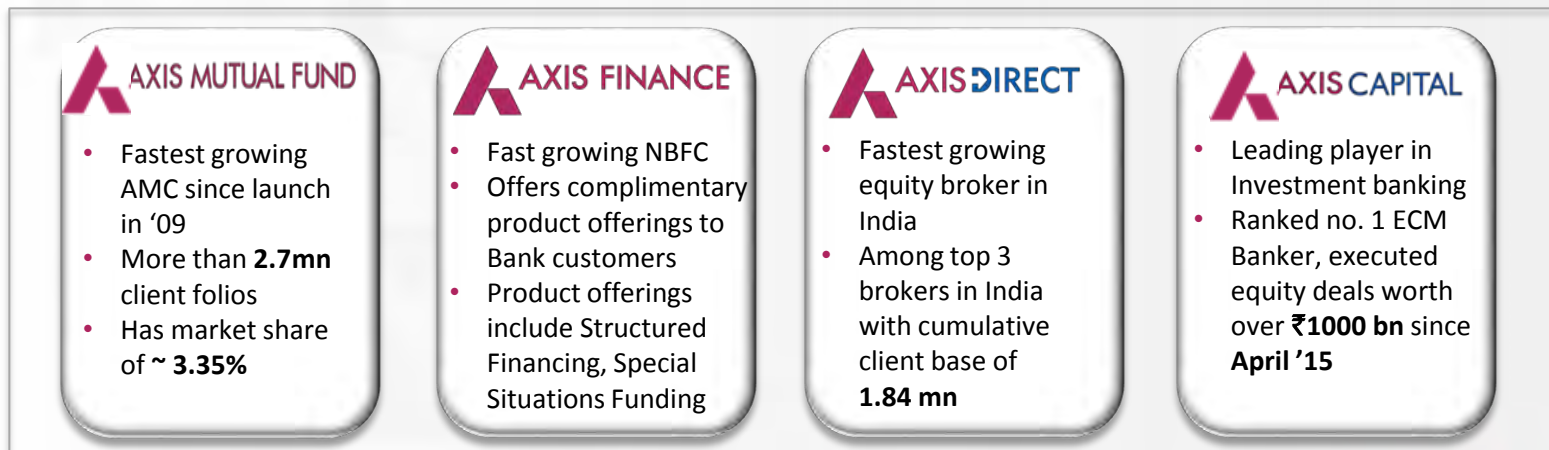 AXIS MUTUAL FUND
• Fastest growing
AMC since launch
in ‘09
• More than 2.7mn
client folios
• Has market share
of ~ 3.35%
AXIS FINANCE
• Fast growing NBFC
• Offers complimentary
product offerings to
Bank customers
• Product offerings
include Structured
Financing, Special
Situations Funding
AXIS DIRECT
• Fastest growing
equity broker in
India
• Among top 3
brokers in India
with cumulative
client base of
1.84 mn
AXIS CAPITAL
• Leading player in
Investment banking
• Ranked no. 1 ECM
Banker, executed
equity deals worth
over ₹1000 bn since
April ’15